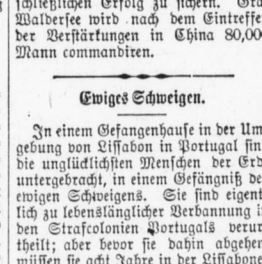 schließlichen Erfolg zu sichern. Gra
Waldersee wird nach dem Eintreffe
der Verstärkungen in China 80,00
Mann commandiren.
Ewiges Schweigen.
In einem Gefangenhause in der Um
gebung von Lissabon in Portugal sin
die unglücklichsten Menschen der Erd
untergebracht, in einem Gefängniß de
ewigen Schweigens. Sie sind eigent
lich zu lebenslänglicher Verbannung i
den Strafcolonien Portugals verur
theilt; aber bevor sie dahin abgehen
müssen sie acht Jahre in der Lissabone